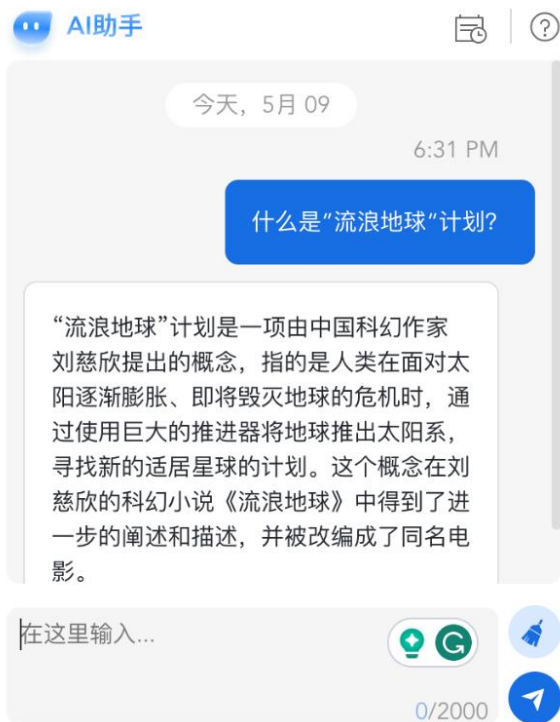 AI助手
今天，5月 09
6:31 PM
什么是“流浪地球“计划?
“流浪地球”计划是一项由中国科幻作家
刘慈欣提出的概念，指的是人类在面对太
阳逐渐膨胀、即将毁灭地球的危机时，通
过使用巨大的推进器将地球推出太阳系，
寻找新的适居星球的计划。这个概念在刘
慈欣的科幻小说《流浪地球》中得到了进
一步的阐述和描述，并被改编成了同名电
影。
在这里输入...
0/2000